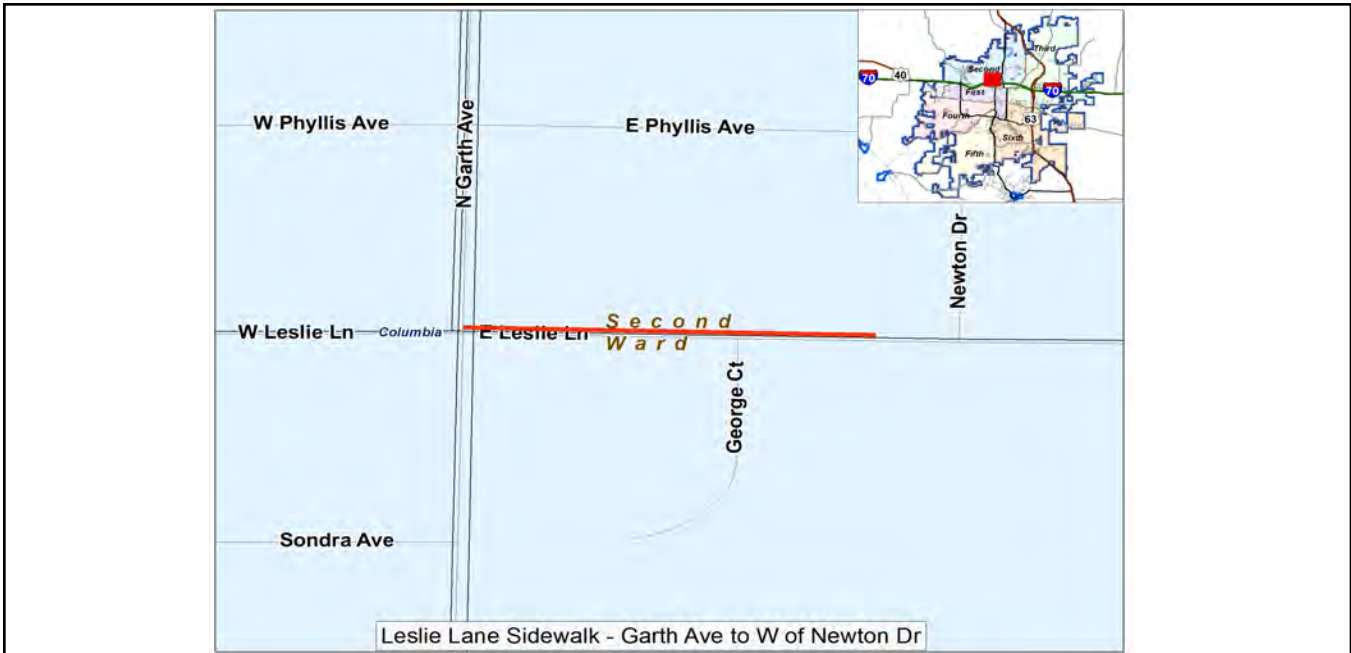 W Phyllis Ave
E Phyllis Ave
N Garth Ave
70
40
Second
Third
First
70
Fourth
63
Sixth
Fifth
Newton Dr
W Leslie Ln
Columbia
E Leslie Ln
Second
Ward
George Ct
Sondra Ave
Leslie Lane Sidewalk - Garth Ave to W of Newton Dr